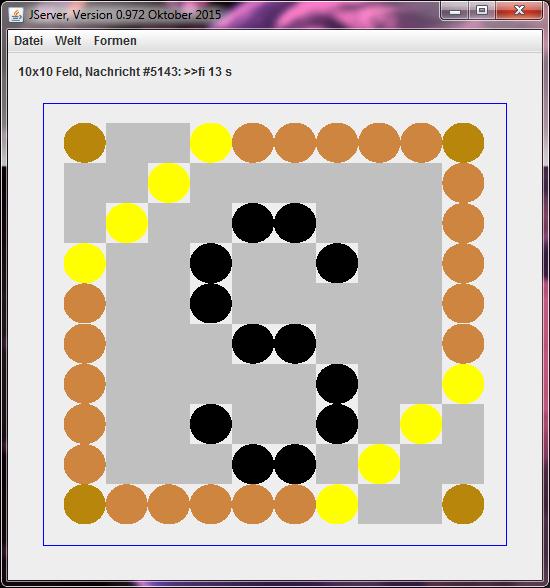 JServer, Version 0.972 Oktober 2015
Datei Welt Formen
10x10 Feld, Nachricht #5143: >>fi 13 s